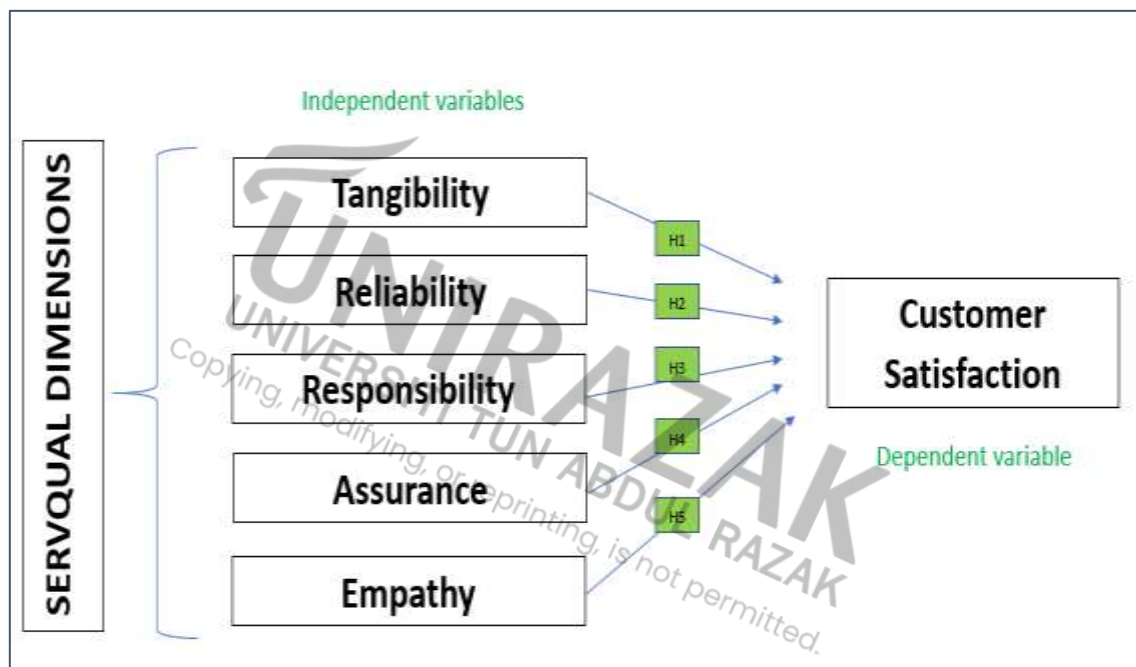 Independent variables
SERVQUAL DIMENSIONS
Tangibility
Reliability
Responsibility
Assurance
Empathy
H1
H2
H3
H4
H5
Customer
Satisfaction
Dependent variable
UNIRAZAK
UNIVERSITI TUN ABDUL RAZAK
Copying, modifying, or reprinting, is not permitted.